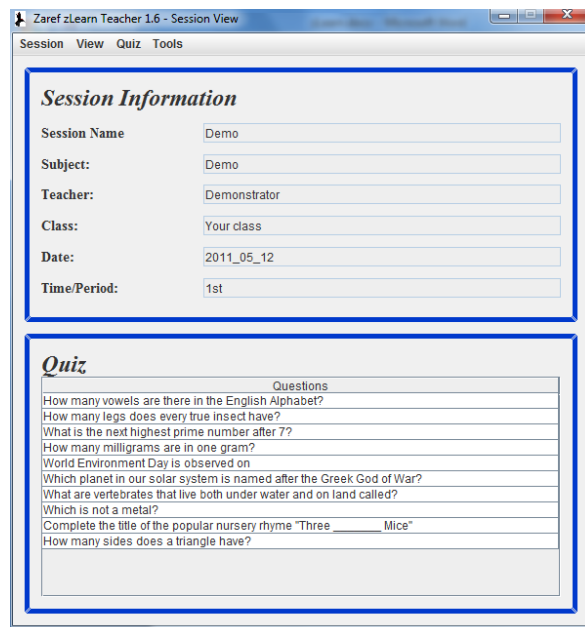 Zaref zLearn Teacher 1.6 - Session View
Session View Quiz Tools
Session Information
Session Name Demo
Subject: Demo
Teacher: Demonstrator
Class: Your class
Date: 2011_05_12
Time/Period: 1st
Quiz
Questions
How many vowels are there in the English Alphabet?
How many legs does every true insect have?
What is the next highest prime number after 7?
How many milligrams are in one gram?
World Environment Day is observed on
Which planet in our solar system is named after the Greek God of War?
What are vertebrates that live both under water and on land called?
Which is not a metal?
Complete the title of the popular nursery rhyme "Three ________ Mice"
How many sides does a triangle have?